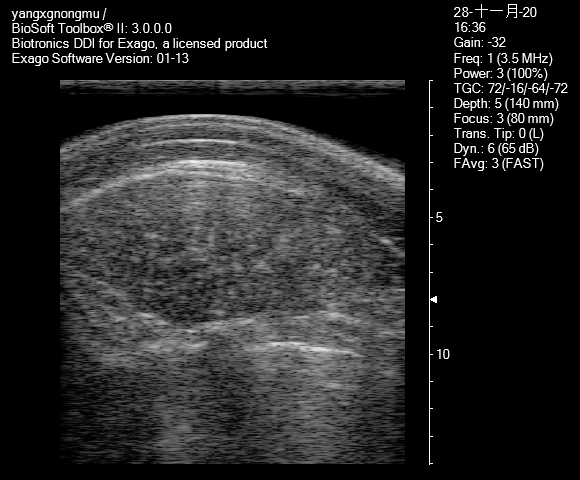 yangxgnongmu /
BioSoft Toolbox® II: 3.0.0.0
Biotronics DDI for Exago, a licensed product
Exago Software Version: 01-13
28-十一月-20
16:36
Gain: -32
Freq: 1 (3.5 MHz)
Power: 3 (100%)
TGC: 72/-16/-64/-72
Depth: 5 (140 mm)
Focus: 3 (80 mm)
Trans. Tip: 0 (L)
Dyn.: 6 (65 dB)
FAvg: 3 (FAST)
5
10